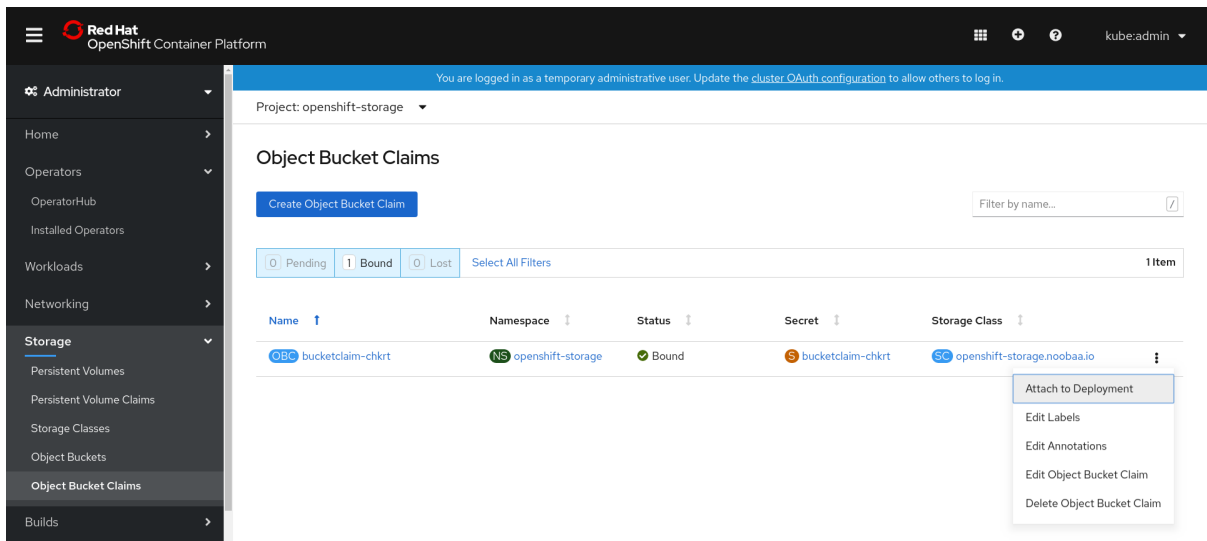 Red Hat
OpenShift Container Platform
kube:admin
You are logged in as a temporary administrative user. Update the cluster OAuth configuration to allow others to log in.
Administrator
Project: openshift-storage
Home
Operators
OperatorHub
Installed Operators
Workloads
Networking
Storage
Persistent Volumes
Persistent Volume Claims
Storage Classes
Object Buckets
Object Bucket Claims
Builds
Object Bucket Claims
Create Object Bucket Claim
Filter by name...
/
0 Pending 1 Bound 0 Lost Select All Filters 1 Item
Name Namespace Status Secret Storage Class
OBC bucketclaim-chkrt NS openshift-storage Bound S bucketclaim-chkrt SC openshift-storage.noobaa.io
Attach to Deployment
Edit Labels
Edit Annotations
Edit Object Bucket Claim
Delete Object Bucket Claim